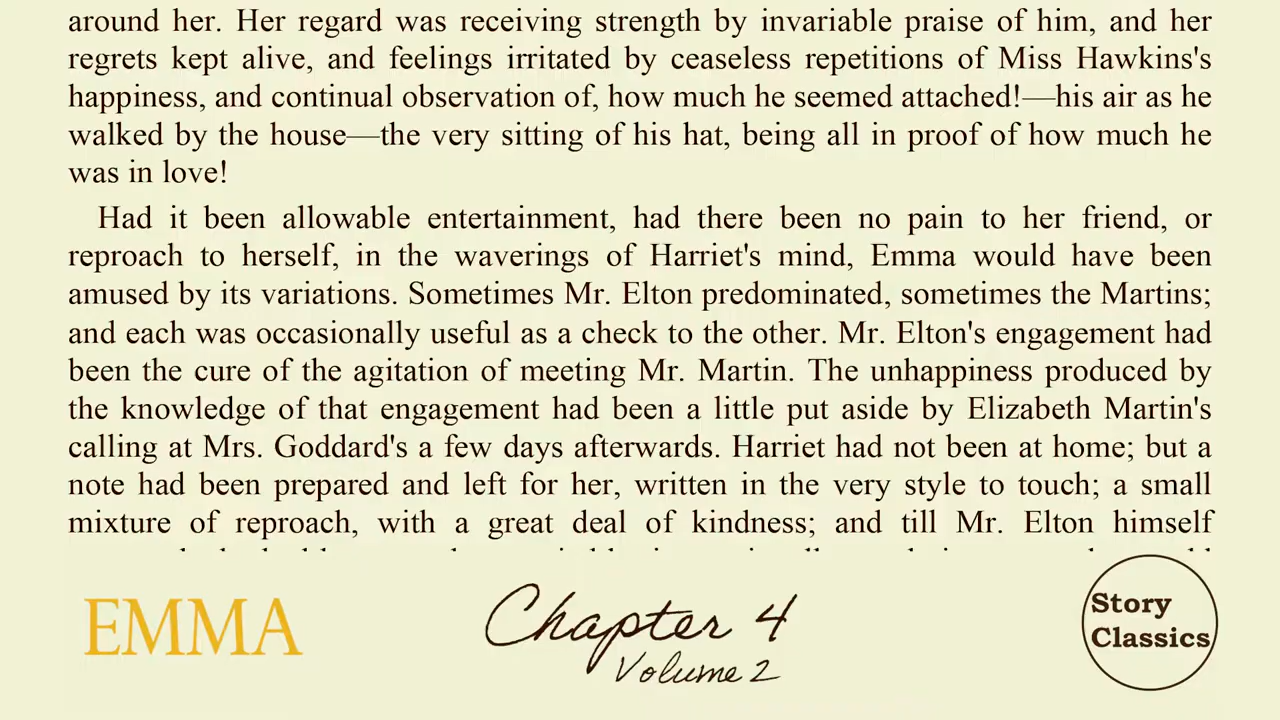 around her. Her regard was receiving strength by invariable praise of him, and her
regrets kept alive, and feelings irritated by ceaseless repetitions of Miss Hawkins's
happiness, and continual observation of, how much he seemed attached!—his air as he
walked by the house—the very sitting of his hat, being all in proof of how much he
was in love!
Had it been allowable entertainment, had there been no pain to her friend, or
reproach to herself, in the waverings of Harriet's mind, Emma would have been
amused by its variations. Sometimes Mr. Elton predominated, sometimes the Martins;
and each was occasionally useful as a check to the other. Mr. Elton's engagement had
been the cure of the agitation of meeting Mr. Martin. The unhappiness produced by
the knowledge of that engagement had been a little put aside by Elizabeth Martin's
calling at Mrs. Goddard's a few days afterwards. Harriet had not been at home; but a
note had been prepared and left for her, written in the very style to touch; a small
mixture of reproach, with a great deal of kindness; and till Mr. Elton himself
EMMA
Chapter 4
Volume 2
Story
Classics